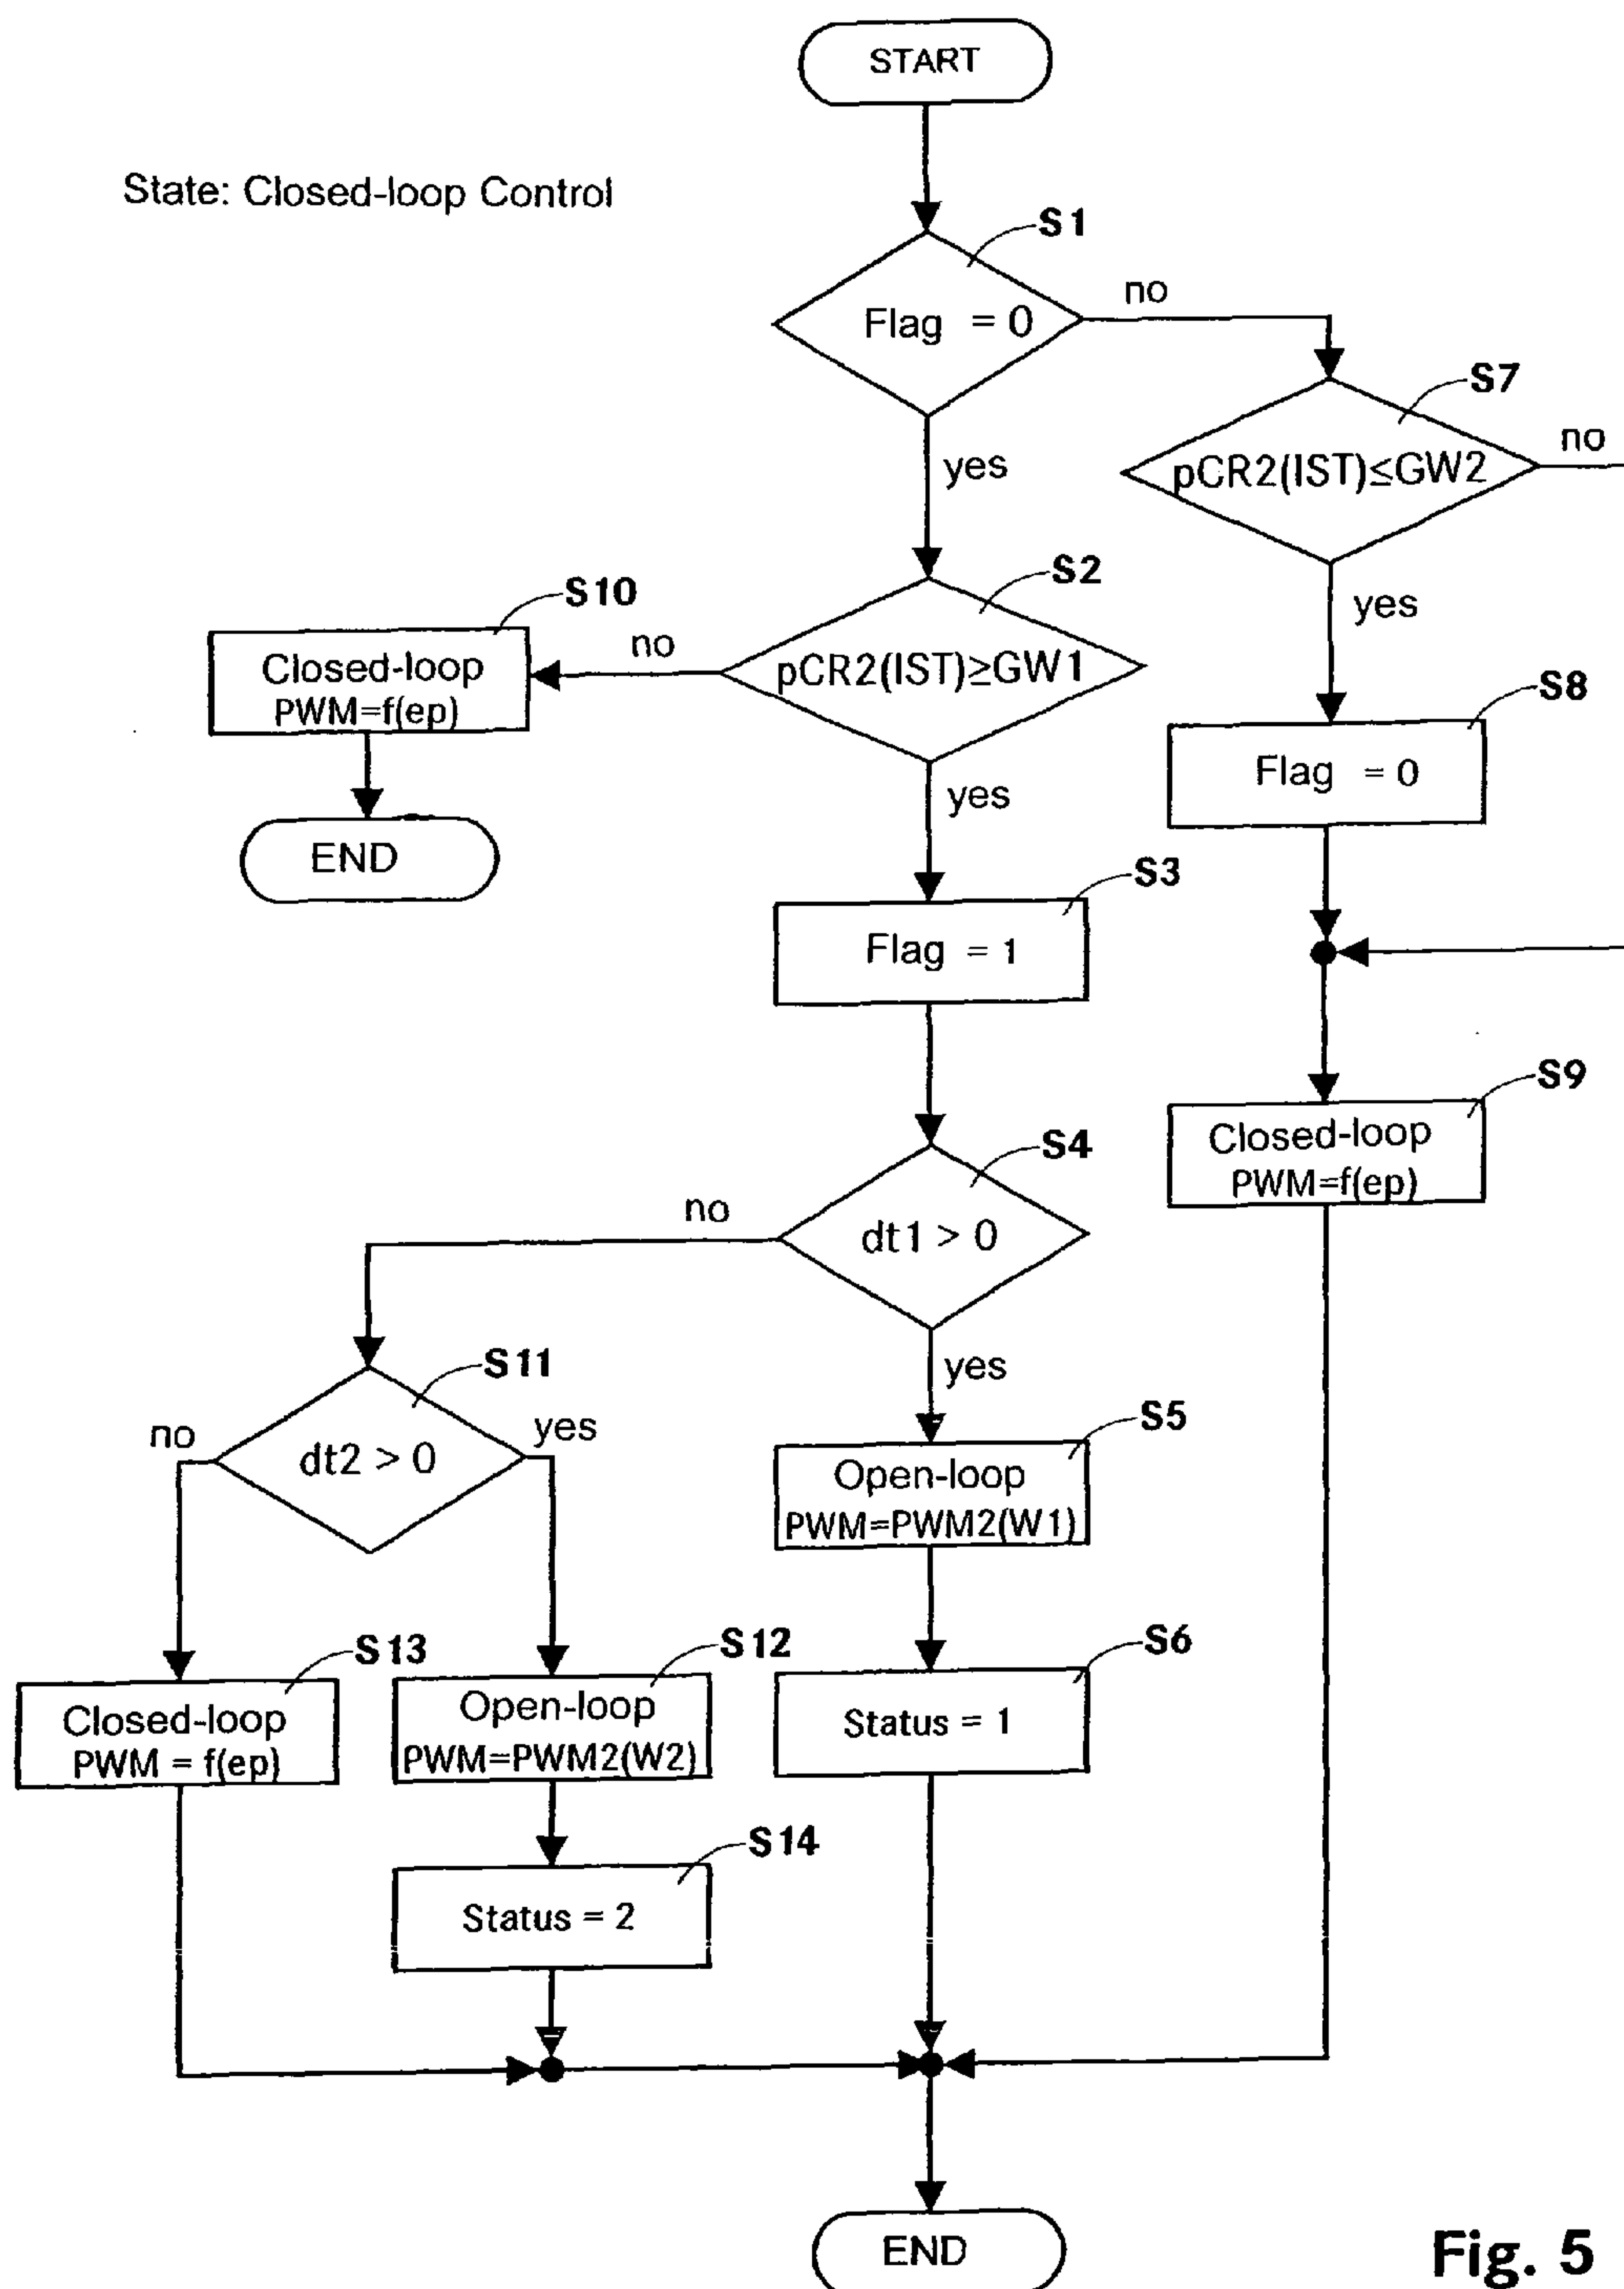 START
State: Closed-loop Control
S1
Flag = 0
no
yes
S7
pCR2(IST)≤GW2
no
yes
S2
pCR2(IST)≥GW1
no
yes
S10
Closed-loop
PWM=f(ep)
END
S8
Flag = 0
S3
Flag = 1
S9
Closed-loop
PWM=f(ep)
S4
dt1 > 0
no
yes
S11
dt2 > 0
no
yes
S5
Open-loop
PWM=PWM2(W1)
S13
Closed-loop
PWM = f(ep)
S12
Open-loop
PWM=PWM2(W2)
S6
Status = 1
S14
Status = 2
END
Fig. 5